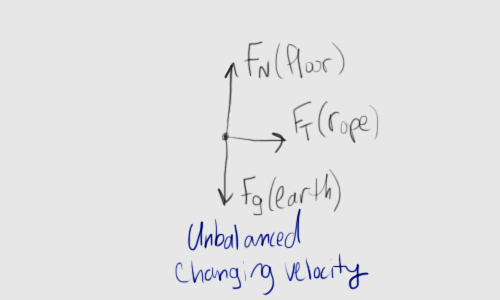 FN (floor)
FT (rope)
Fg (earth)
Unbalanced
Changing velocity